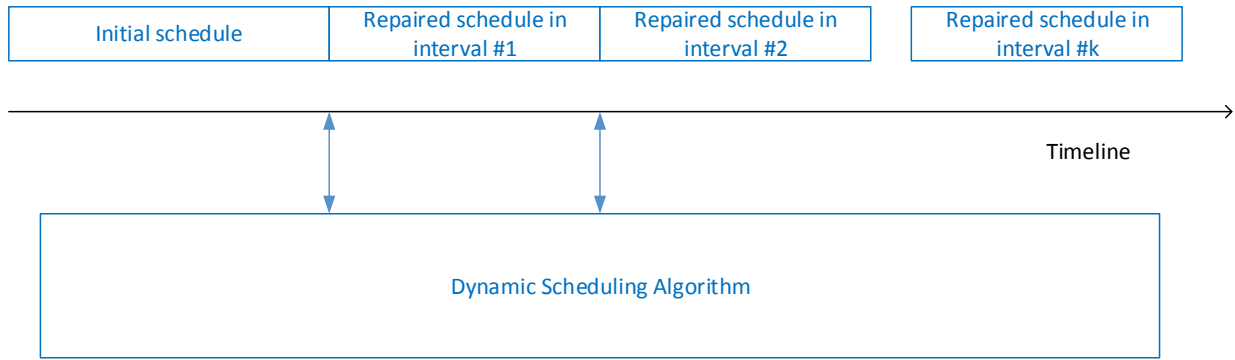 Initial schedule
Repaired schedule in
interval #1
Repaired schedule in
interval #2
Repaired schedule in
interval #k
Timeline
Dynamic Scheduling Algorithm